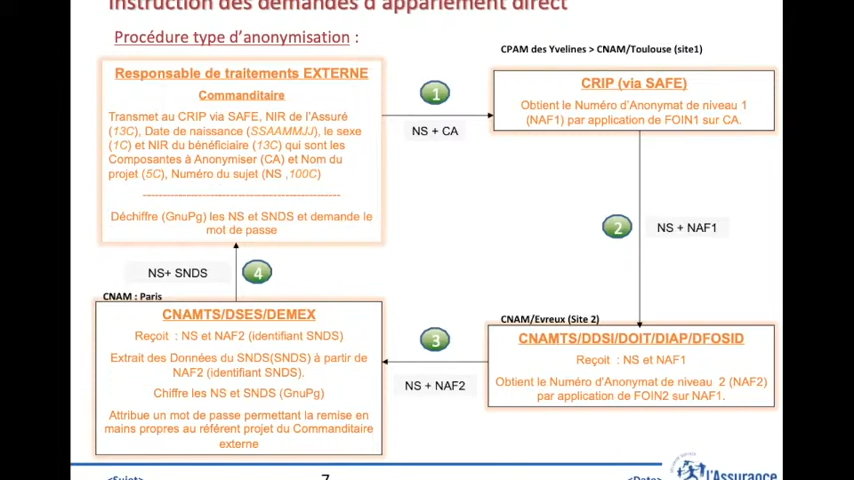 Instruction des demandes d'appariement direct
Procédure type d'anonymisation :
CPAM des Yvelines > CNAM/Toulouse (site1)
Responsable de traitements EXTERNE
Commanditaire
Transmet au CRIP via SAFE, NIR de l'Assuré
(13C), Date de naissance (SSAAMMJJ), le sexe
(1C) et NIR du bénéficiaire (13C) qui sont les
Composantes à Anonymiser (CA) et Nom du
projet (5C), Numéro du sujet (NS ,100C)
------------------------------------------------
Déchiffre (GnuPg) les NS et SNDS et demande le
mot de passe
1
NS + CA
CRIP (via SAFE)
Obtient le Numéro d'Anonymat de niveau 1
(NAF1) par application de FOIN1 sur CA.
2
NS + NAF1
NS+ SNDS
4
CNAM : Paris
CNAMTS/DSES/DEMEX
Reçoit : NS et NAF2 (identifiant SNDS)
Extrait des Données du SNDS(SNDS) à partir de
NAF2 (identifiant SNDS).
Chiffre les NS et SNDS (GnuPg)
Attribue un mot de passe permettant la remise en
mains propres au référent projet du Commanditaire
externe
3
NS + NAF2
CNAM/Evreux (Site 2)
CNAMTS/DDSI/DOIT/DIAP/DFOSID
Reçoit : NS et NAF1
Obtient le Numéro d'Anonymat de niveau 2 (NAF2)
par application de FOIN2 sur NAF1.
<Sujet>
7
<Date>
l'Assurance